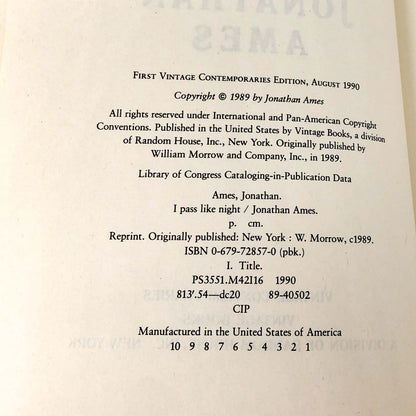 FIRST VINTAGE CONTEMPORARIES EDITION, AUGUST 1990
Copyright © 1989 by Jonathan Ames
All rights reserved under International and Pan-American Copyright
Conventions. Published in the United States by Vintage Books, a division
of Random House, Inc., New York. Originally published by
William Morrow and Company, Inc., in 1989.
Library of Congress Cataloging-in-Publication Data
Ames, Jonathan.
I pass like night / Jonathan Ames.
p. cm.
Reprint. Originally published: New York : W. Morrow, c1989.
ISBN 0-679-72857-0 (pbk.)
I. Title.
PS3551.M42I16 1990
813'.54—dc20 89-40502
CIP
Manufactured in the United States of America
10 9 8 7 6 5 4 3 2 1